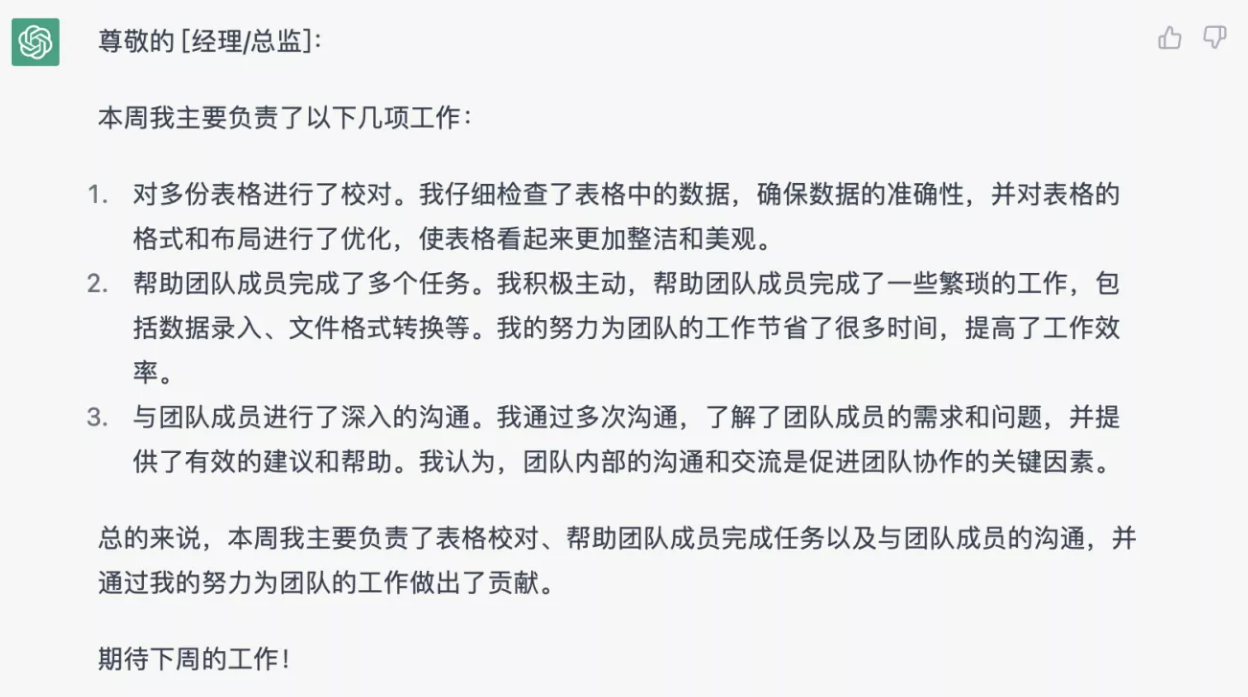 尊敬的 [经理/总监]：
本周我主要负责了以下几项工作：
1. 对多份表格进行了校对。我仔细检查了表格中的数据，确保数据的准确性，并对表格的
格式和布局进行了优化，使表格看起来更加整洁和美观。
2. 帮助团队成员完成了多个任务。我积极主动，帮助团队成员完成了一些繁琐的工作，包
括数据录入、文件格式转换等。我的努力为团队的工作节省了很多时间，提高了工作效
率。
3. 与团队成员进行了深入的沟通。我通过多次沟通，了解了团队成员的需求和问题，并提
供了有效的建议和帮助。我认为，团队内部的沟通和交流是促进团队协作的关键因素。
总的来说，本周我主要负责了表格校对、帮助团队成员完成任务以及与团队成员的沟通，并
通过我的努力为团队的工作做出了贡献。
期待下周的工作！